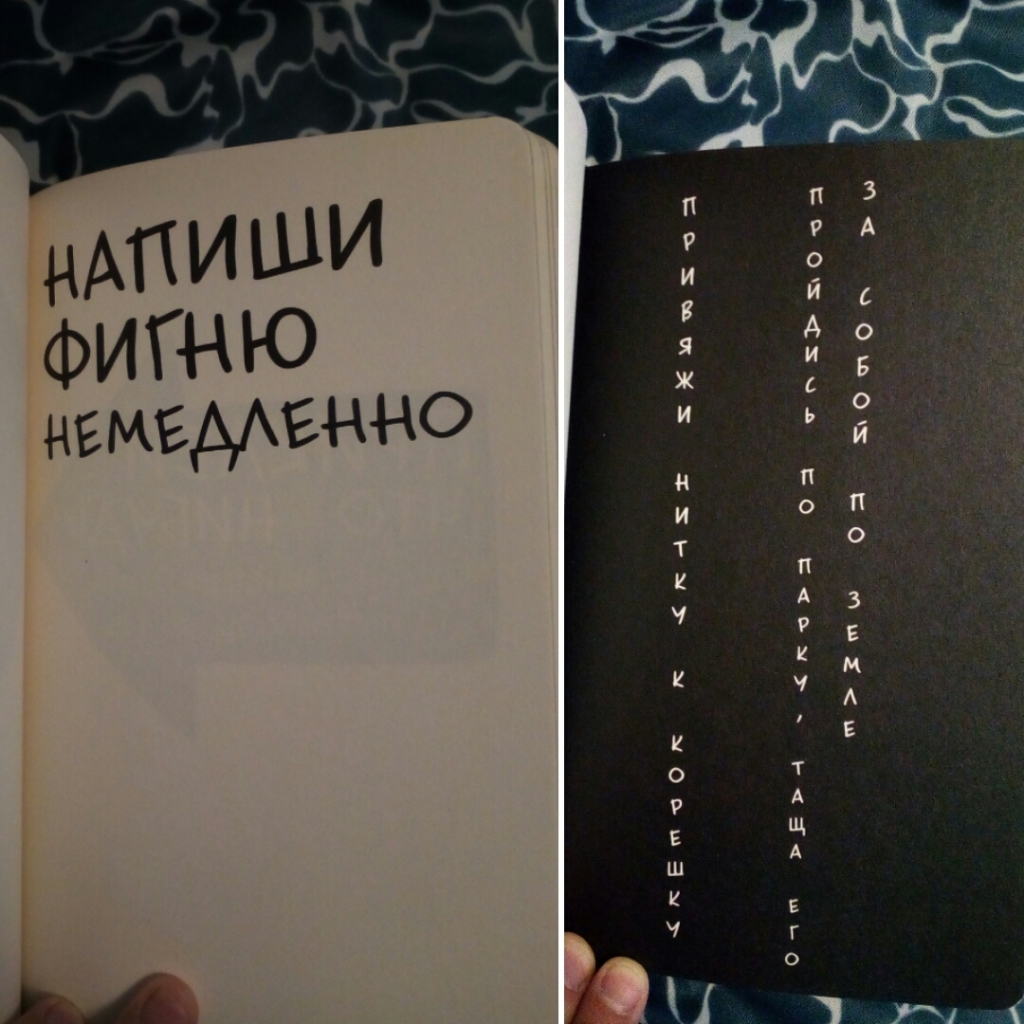 НАПИШИ
ФИГНЮ
НЕМЕДЛЕННО
ПРИВЯЖИ НИТКУ К КОРЕШКУ
ПРОЙДИСЬ ПО ПАРКУ, ТАЩА ЕГО
ЗА СОБОЙ ПО ЗЕМЛЕ